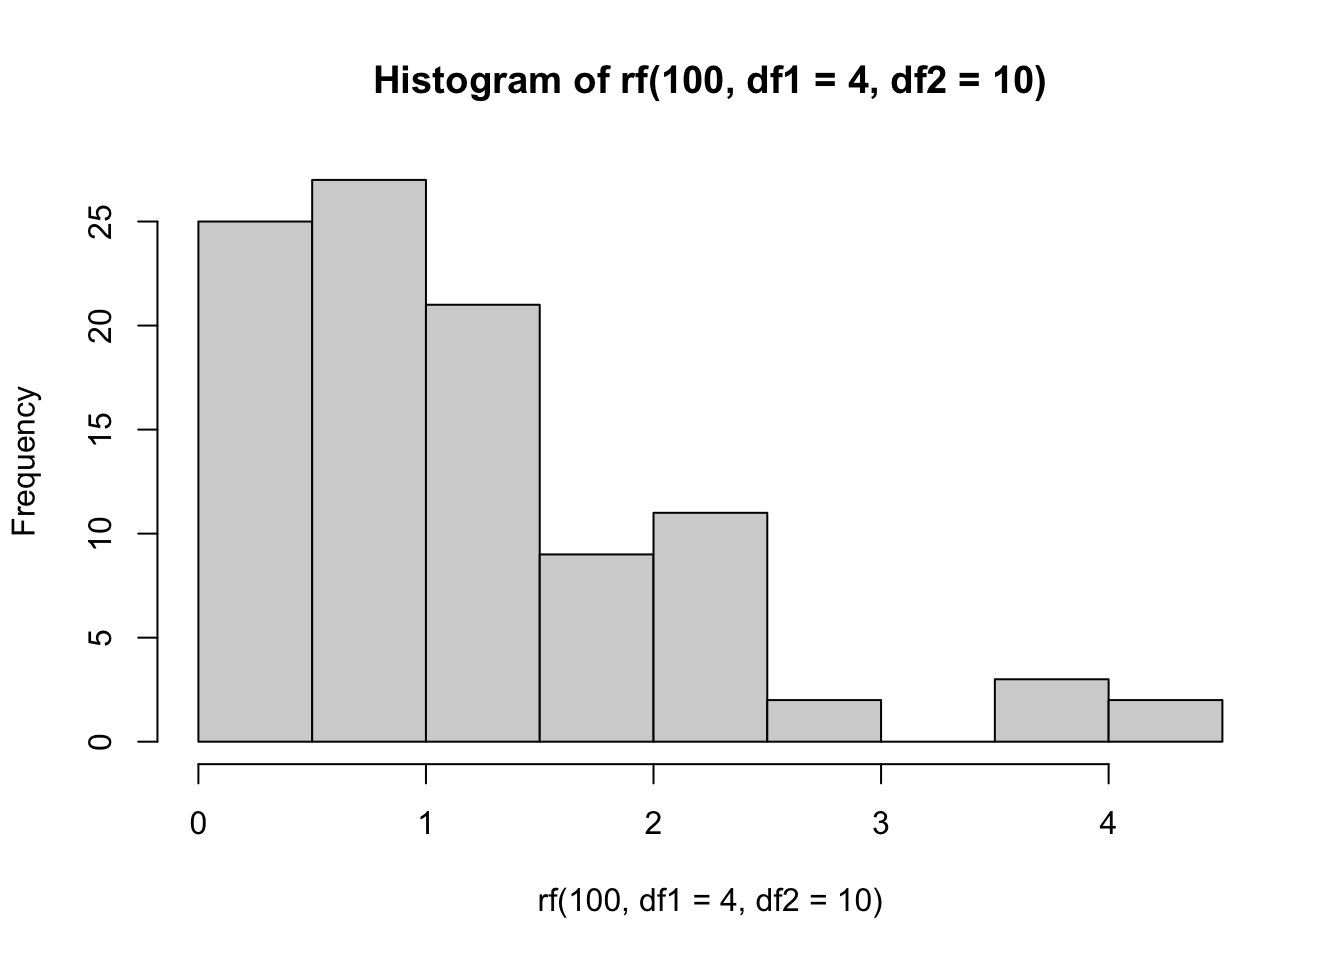 Histogram of rf(100, df1 = 4, df2 = 10)
Frequency
25
20
15
10
5
0
0 1 2 3 4
rf(100, df1 = 4, df2 = 10)